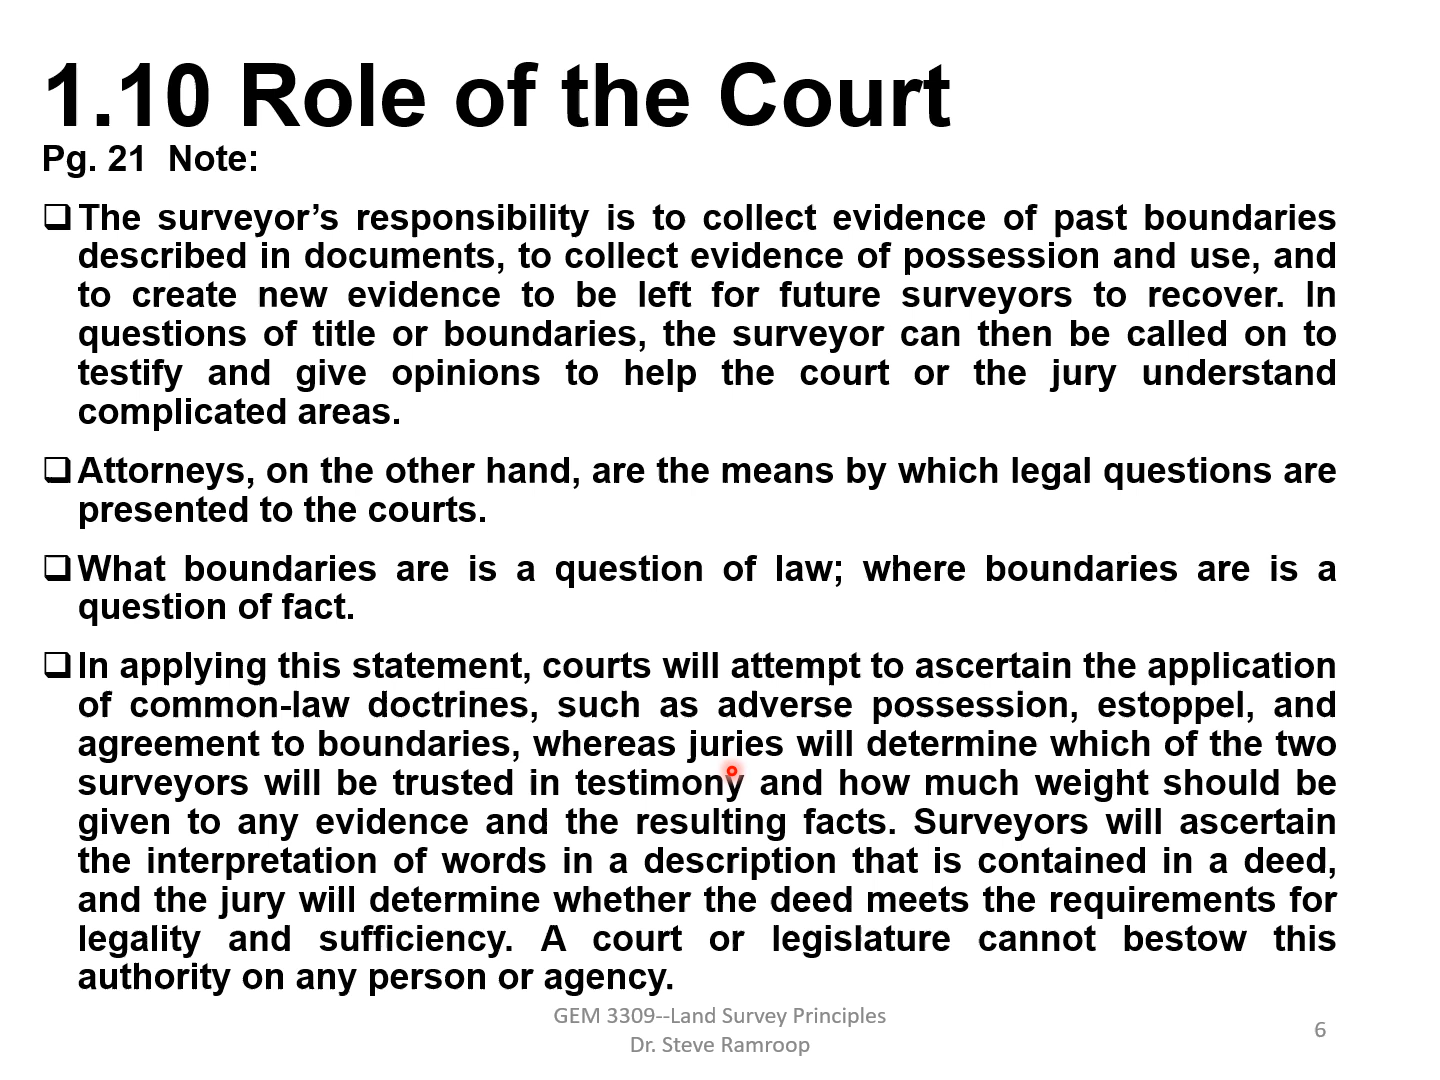 1.10 Role of the Court
Pg. 21 Note:
The surveyor’s responsibility is to collect evidence of past boundaries
described in documents, to collect evidence of possession and use, and
to create new evidence to be left for future surveyors to recover. In
questions of title or boundaries, the surveyor can then be called on to
testify and give opinions to help the court or the jury understand
complicated areas.
Attorneys, on the other hand, are the means by which legal questions are
presented to the courts.
What boundaries are is a question of law; where boundaries are is a
question of fact.
In applying this statement, courts will attempt to ascertain the application
of common-law doctrines, such as adverse possession, estoppel, and
agreement to boundaries, whereas juries will determine which of the two
surveyors will be trusted in testimony and how much weight should be
given to any evidence and the resulting facts. Surveyors will ascertain
the interpretation of words in a description that is contained in a deed,
and the jury will determine whether the deed meets the requirements for
legality and sufficiency. A court or legislature cannot bestow this
authority on any person or agency.
GEM 3309--Land Survey Principles
Dr. Steve Ramroop
6